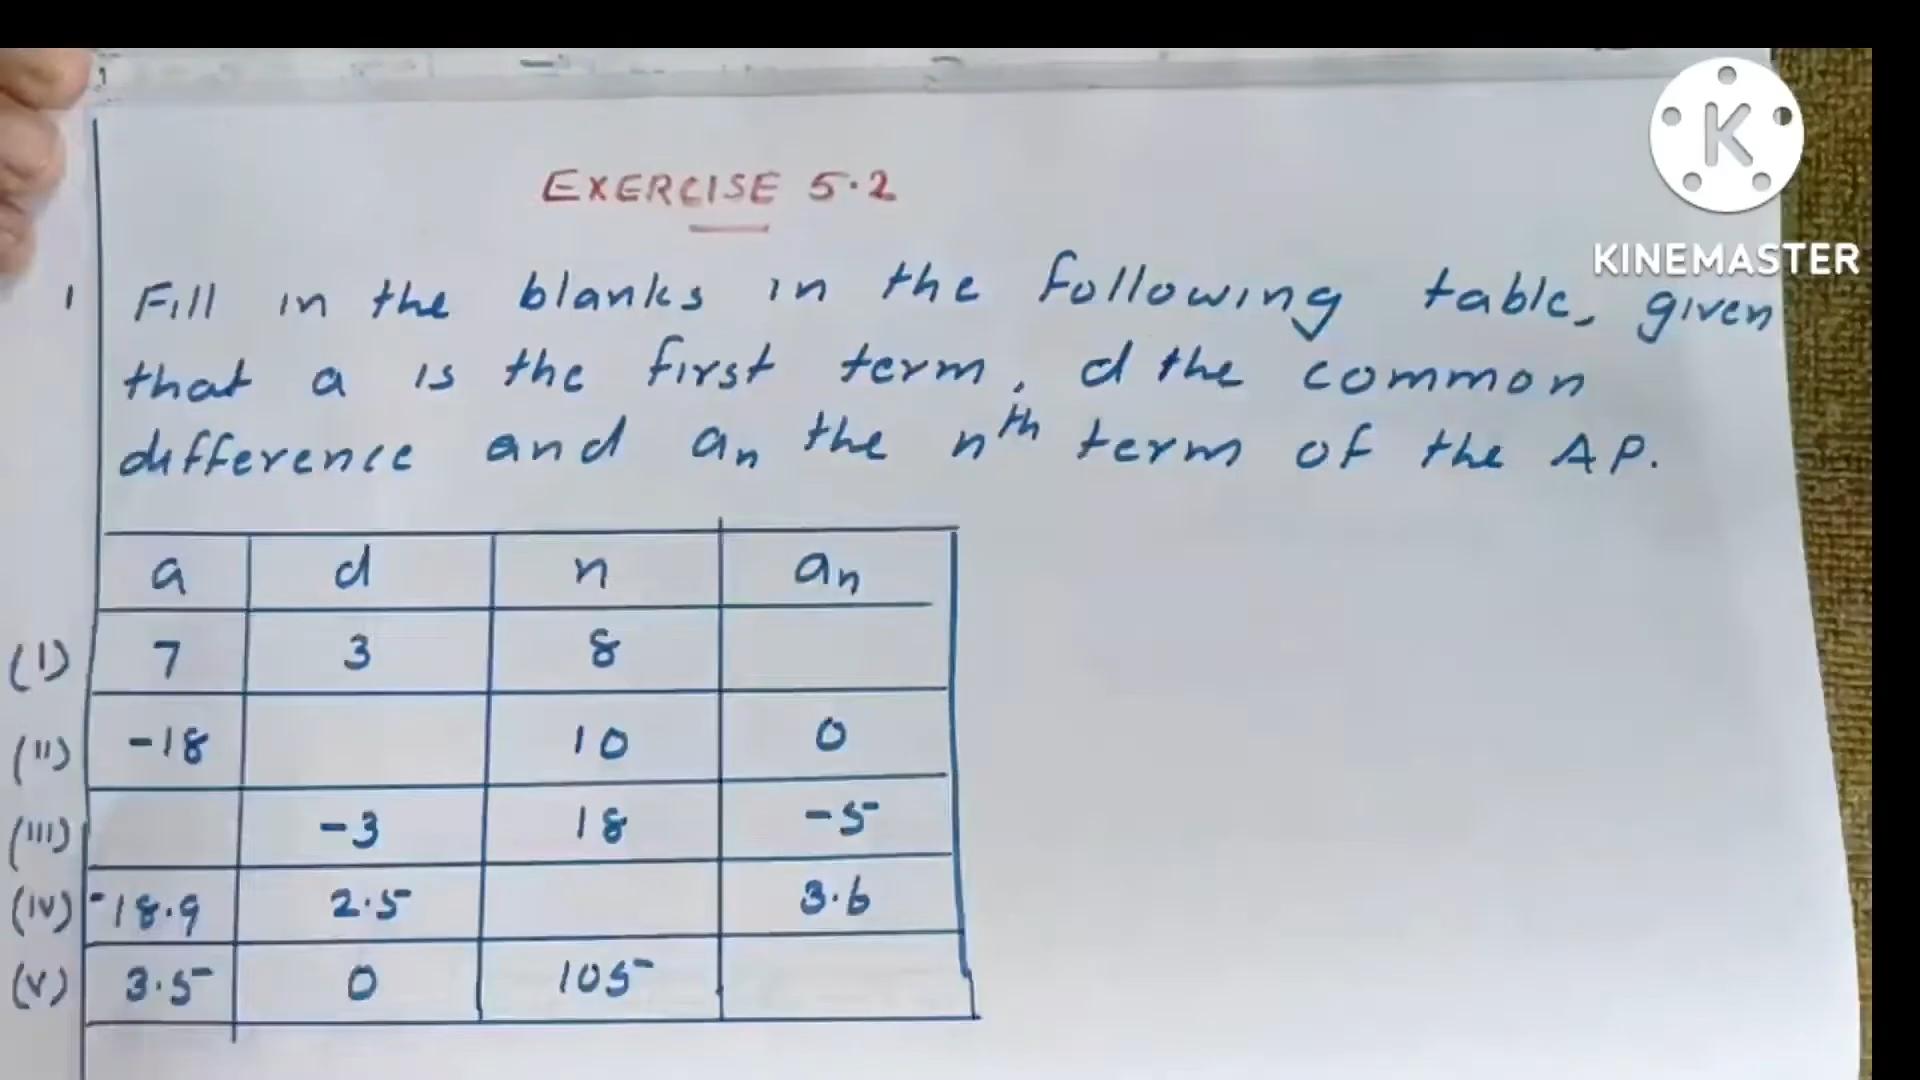 KINEMASTER
EXERCISE 5.2
1 Fill in the blanks in the following table, given
that a is the first term, d the common
difference and an the nth term of the AP.
a d n an
(i) 7 3 8
(ii) -18 10 0
(iii) -3 18 -5
(iv) -18.9 2.5 3.6
(v) 3.5 0 105